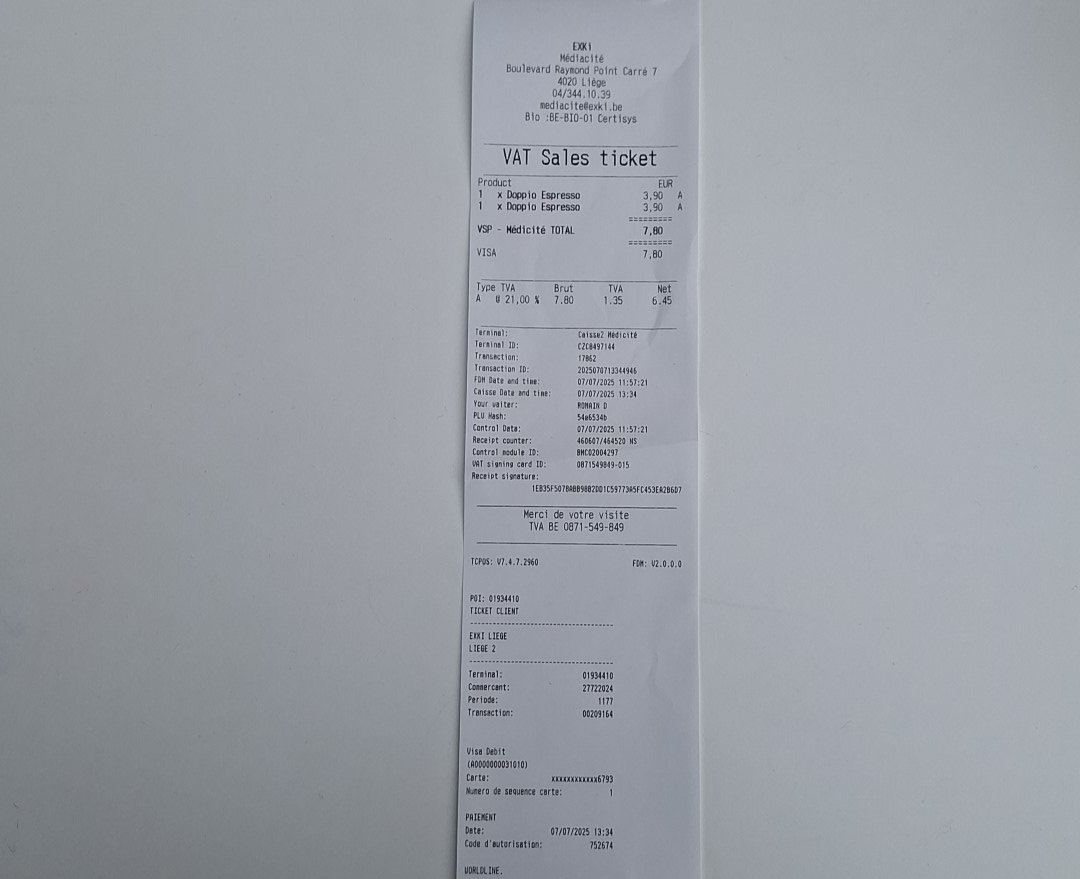 EXKi
Médiacité
Boulevard Raymond Point Carré 7
4020 Liège
04/344.10.39
mediacite@exki.be
Bio :BE-BIO-01 Certisys
VAT Sales ticket
Product EUR
1 x Doppio Espresso 3,90 A
1 x Doppio Espresso 3,90 A
=========
VSP - Médicité TOTAL 7,80
=========
VISA 7,80
Type TVA Brut TVA Net
A @ 21,00 % 7.80 1.35 6.45
Terminal: Caisse2 Médicité
Terminal ID: CZC8497144
Transaction: 17862
Transaction ID: 2025070713344946
FDM Date and time: 07/07/2025 11:57:21
Caisse Date and time: 07/07/2025 13:34
Your waiter: ROMAIN D
PLU Hash: 54e6534b
Control Data: 07/07/2025 11:57:21
Receipt counter: 460607/464520 NS
Control module ID: BMC02004297
VAT signing card ID: 0871549849-015
Receipt signature:
Merci de votre visite
TVA BE 0871-549-849
TCPOS: V7.4.7.2960 FDM: V2.0.0.0
POI: 01934410
TICKET CLIENT
EXKI LIEGE
LIEGE 2
Terminal: 01934410
Commercant: 27722024
Periode: 1177
Transaction: 00209164
Visa Debit
(A0000000031010)
Carte: xxxxxxxxxxxx6793
Numero de sequence carte: 1
PAIEMENT
Date: 07/07/2025 13:34
Code d'autorisation: 752674
WORLDLINE.